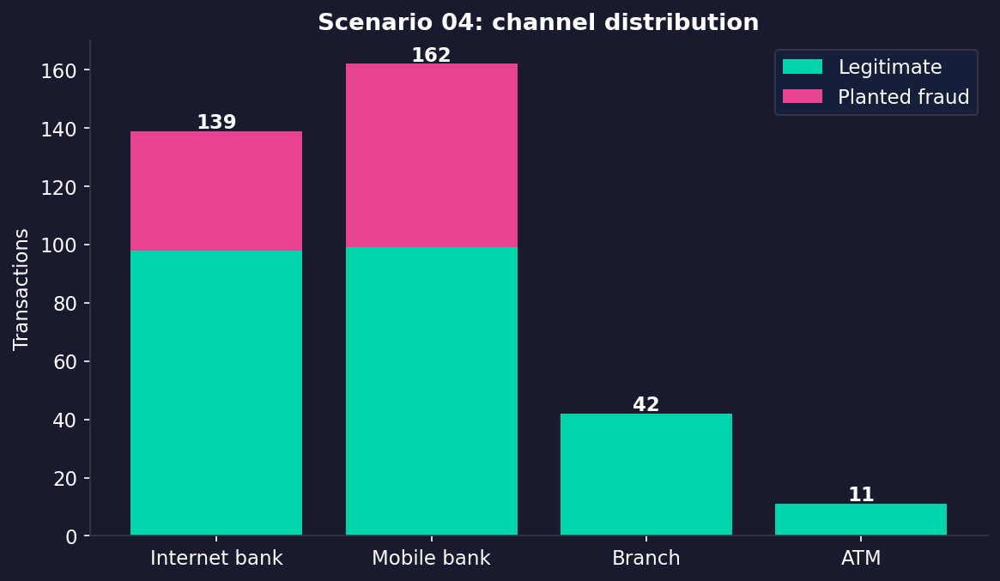 Scenario 04: channel distribution
Legitimate
Planted fraud
Transactions
160
140
120
100
80
60
40
20
0
139
162
42
11
Internet bank
Mobile bank
Branch
ATM